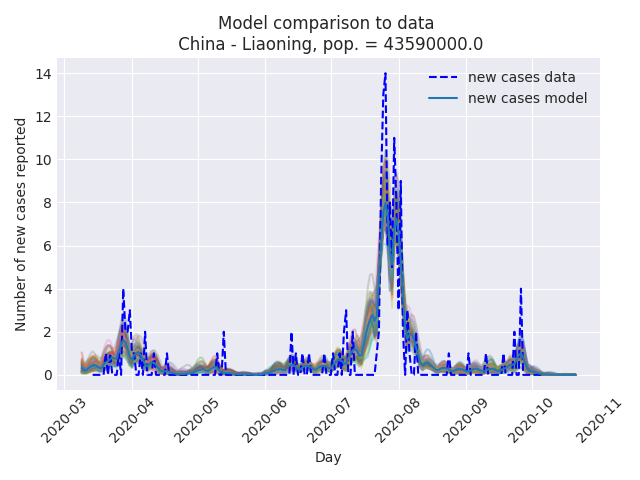 Model comparison to data
China - Liaoning, pop. = 43590000.0
new cases data
new cases model
Number of new cases reported
14
12
10
8
6
4
2
0
2020-03
2020-04
2020-05
2020-06
2020-07
2020-08
2020-09
2020-10
2020-11
Day